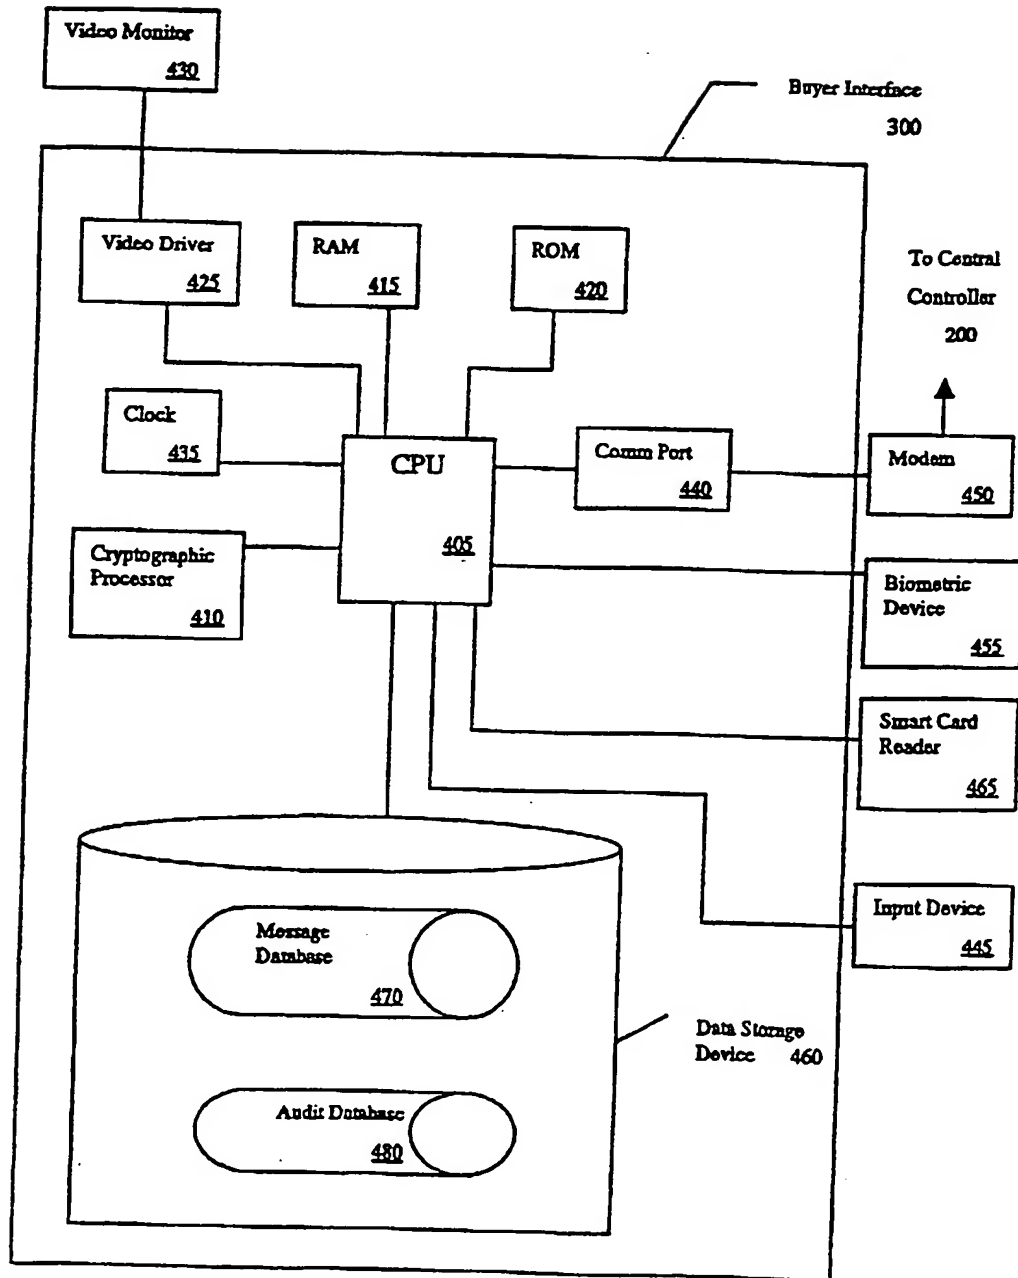 Video Monitor
430
Buyer Interface
300
Video Driver
425
RAM
415
ROM
420
To Central
Controller
200
Clock
435
CPU
405
Comm Port
440
Modem
450
Cryptographic
Processor
410
Biometric
Device
455
Smart Card
Reader
465
Input Device
445
Message
Database
470
Data Storage
Device 460
Audit Database
480